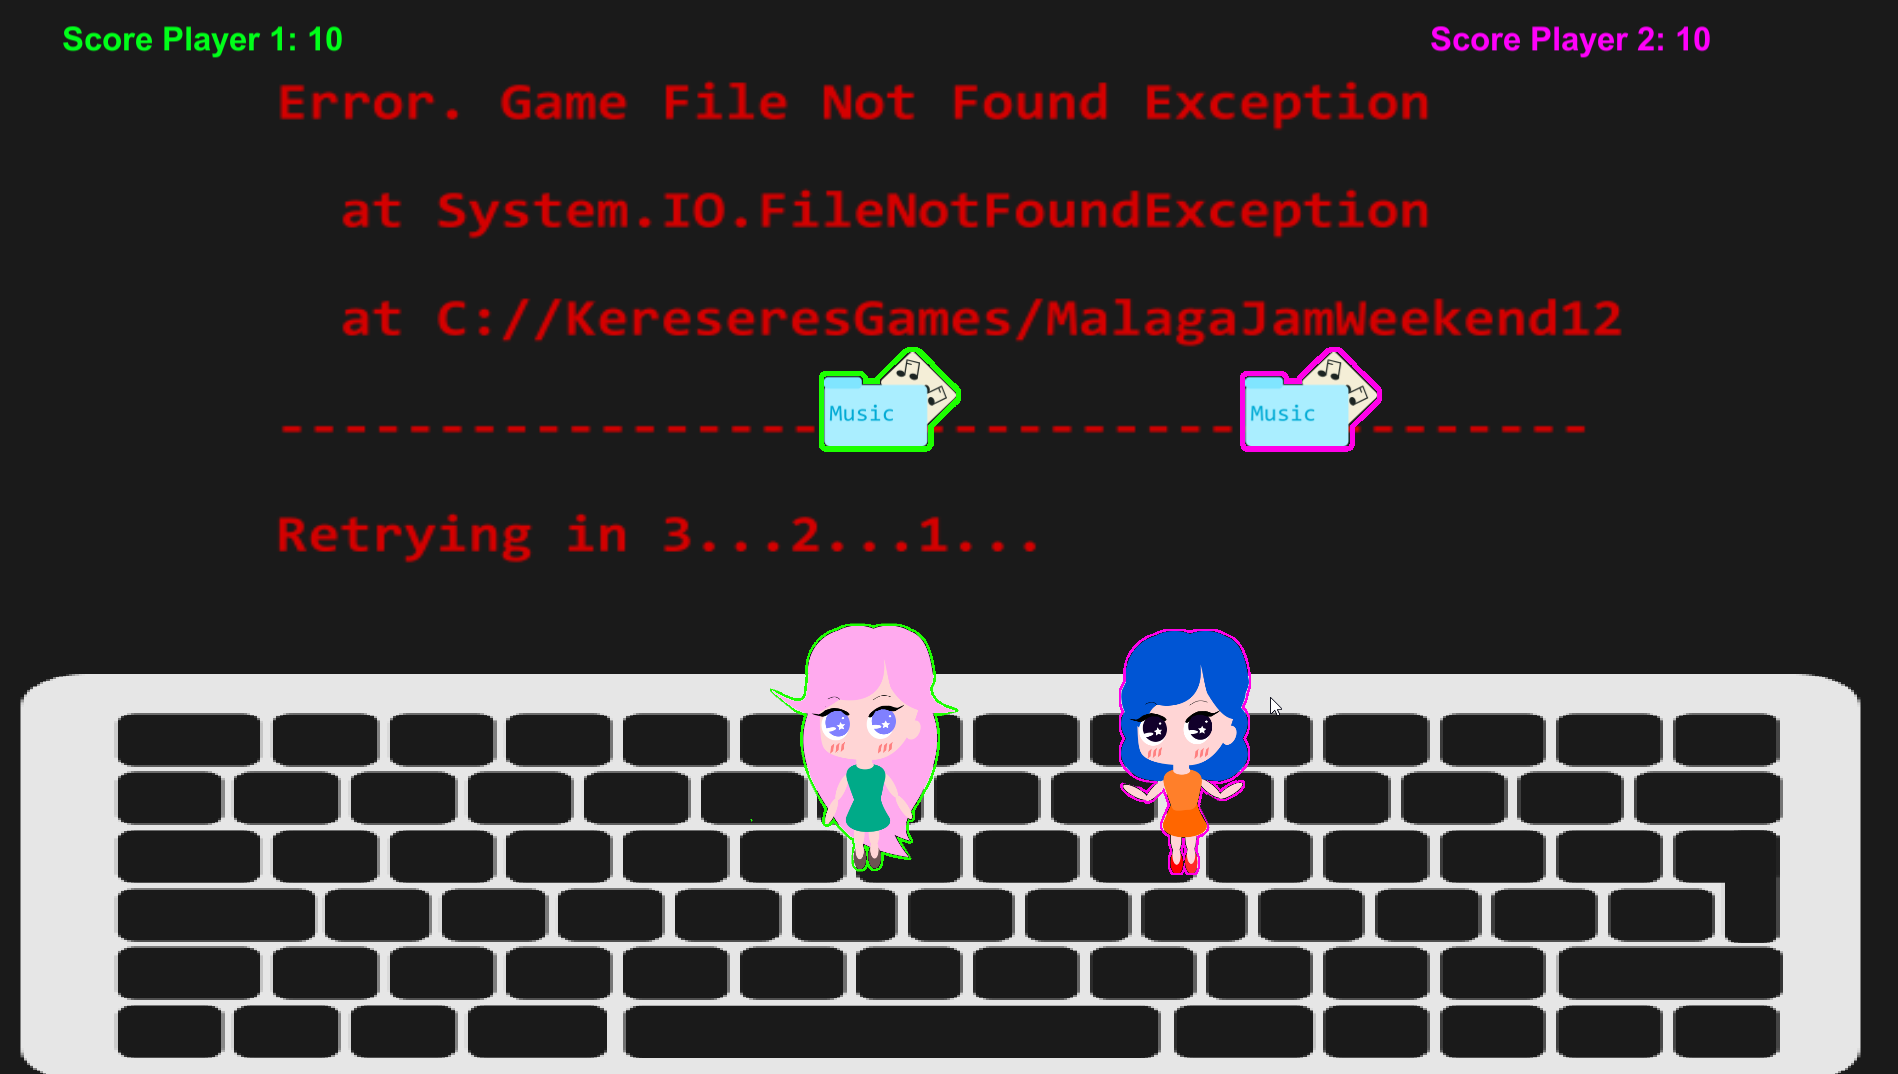 Score Player 1: 10
Score Player 2: 10
Error. Game File Not Found Exception
at System.IO.FileNotFoundException
at C://KereseresGames/MalagaJamWeekend12
Music
Music
-----------------------------------------
Retrying in 3...2...1...